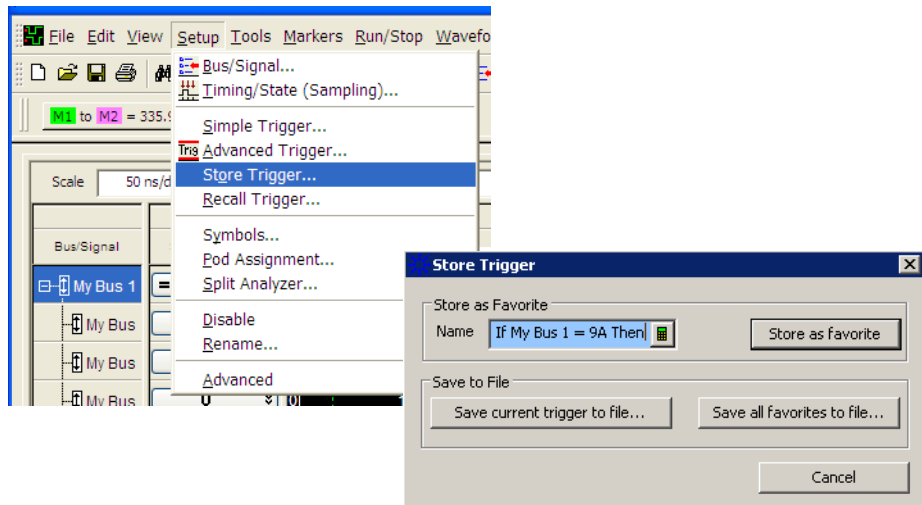 File Edit View Setup Tools Markers Run/Stop Wavefo
Bus/Signal...
Timing/State (Sampling)...
M1 to M2 = 335.9
Simple Trigger...
Trig Advanced Trigger...
Scale 50 ns/d
Store Trigger...
Recall Trigger...
Symbols...
Bus/Signal
Pod Assignment...
My Bus 1 =
Split Analyzer...
My Bus
Disable
Rename...
My Bus
Advanced
My Bus
Store Trigger
Store as Favorite
Name If My Bus 1 = 9A Then Store as favorite
Save to File
Save current trigger to file... Save all favorites to file...
Cancel